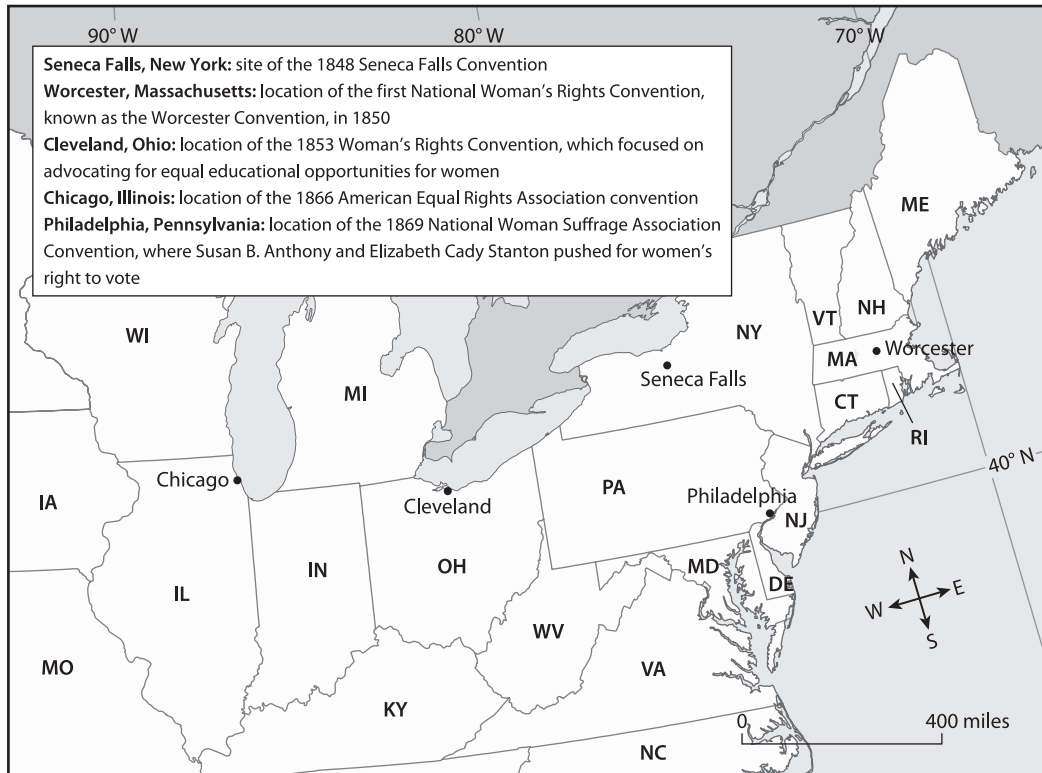 90° W
80° W
70° W
Seneca Falls, New York: site of the 1848 Seneca Falls Convention
Worcester, Massachusetts: location of the first National Woman's Rights Convention,
known as the Worcester Convention, in 1850
Cleveland, Ohio: location of the 1853 Woman's Rights Convention, which focused on
advocating for equal educational opportunities for women
Chicago, Illinois: location of the 1866 American Equal Rights Association convention
Philadelphia, Pennsylvania: location of the 1869 National Woman Suffrage Association
Convention, where Susan B. Anthony and Elizabeth Cady Stanton pushed for women's
right to vote
ME
WI
NY
VT
NH
MA
Worcester
Seneca Falls
MI
CT
RI
40° N
Chicago
IA
Cleveland
PA
Philadelphia
NJ
IL
IN
OH
MD
DE
N
W
E
S
WV
MO
VA
KY
0
400 miles
NC